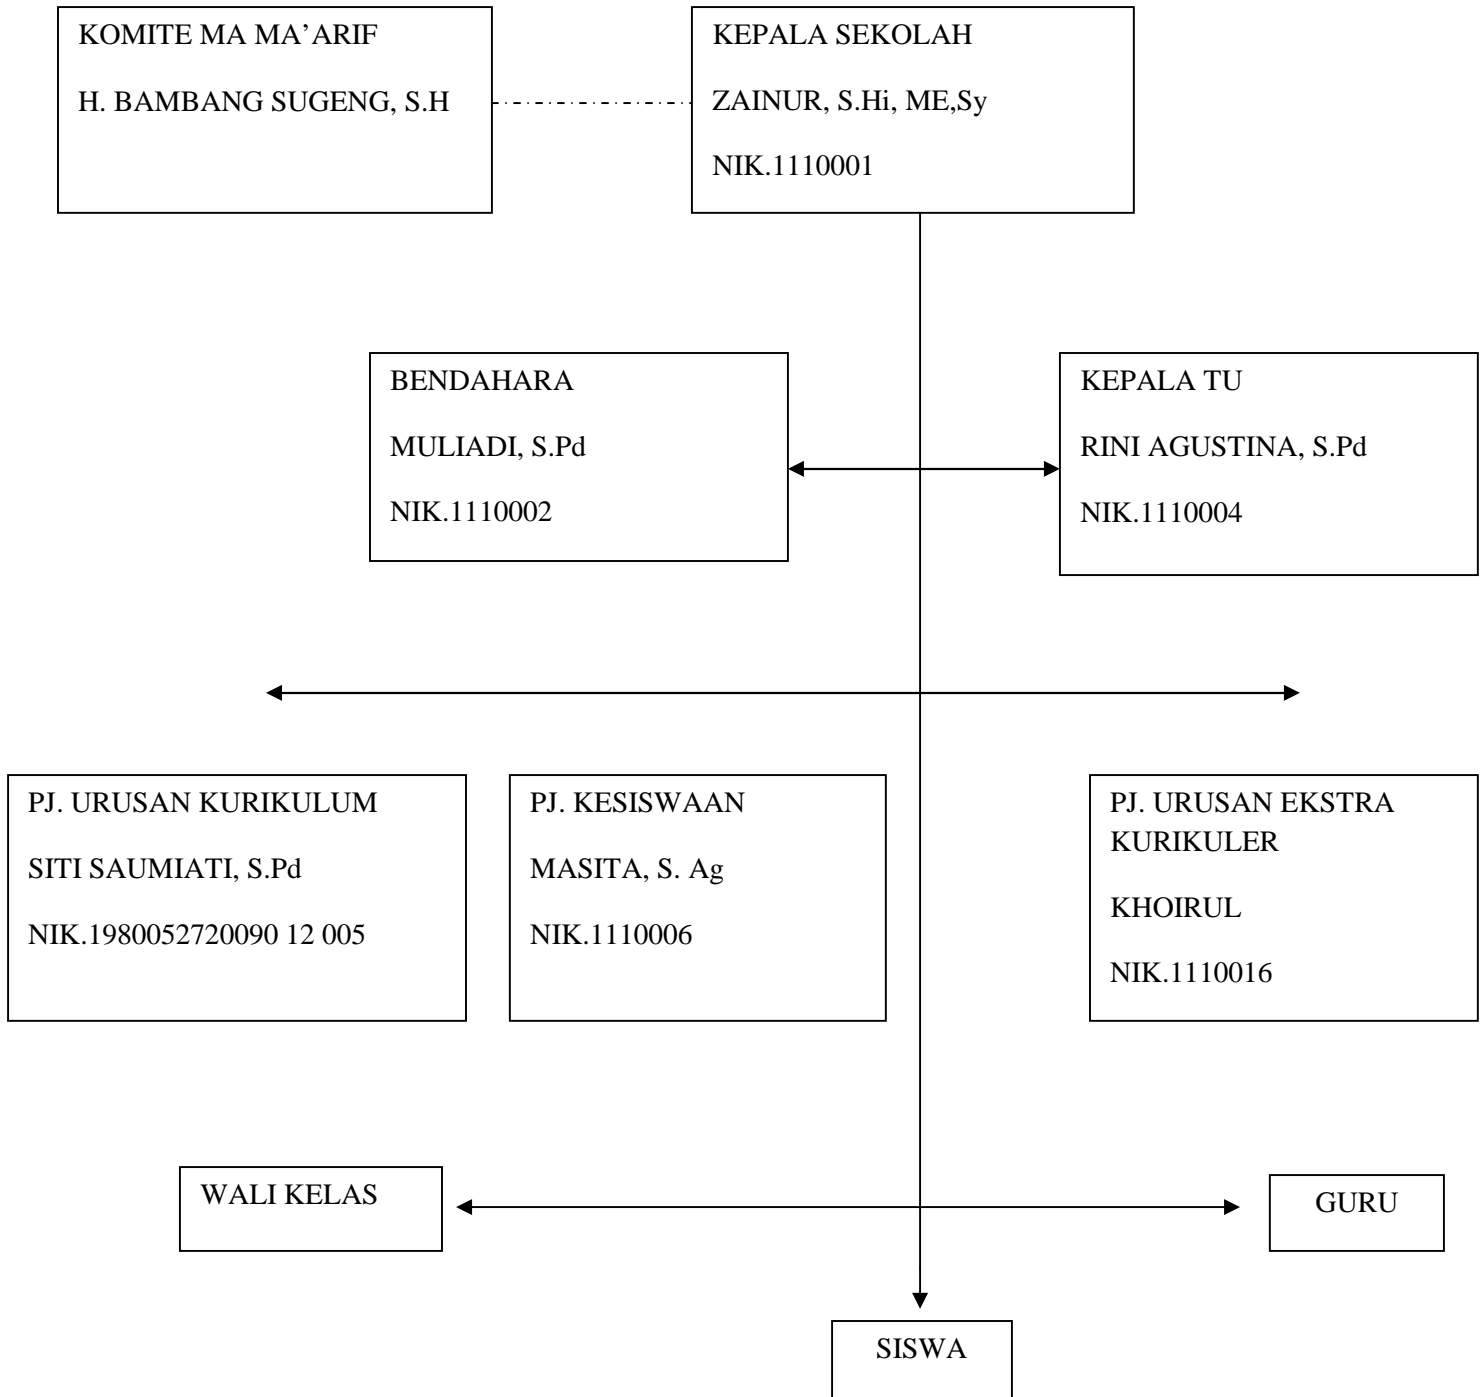 KOMITE MA MA’ARIF
H. BAMBANG SUGENG, S.H
KEPALA SEKOLAH
ZAINUR, S.Hi, ME,Sy
NIK.1110001
BENDAHARA
MULIADI, S.Pd
NIK.1110002
KEPALA TU
RINI AGUSTINA, S.Pd
NIK.1110004
PJ. URUSAN KURIKULUM
SITI SAUMIATI, S.Pd
NIK.1980052720090 12 005
PJ. KESISWAAN
MASITA, S. Ag
NIK.1110006
PJ. URUSAN EKSTRA
KURIKULER
KHOIRUL
NIK.1110016
WALI KELAS
GURU
SISWA